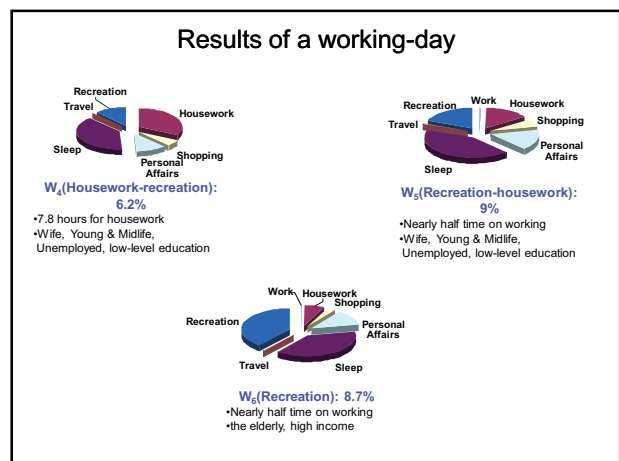 Results of a working-day
Recreation
Housework
Travel
Sleep
Shopping
Personal
Affairs
W4(Housework-recreation):
6.2%
•7.8 hours for housework
•Wife, Young & Midlife,
Unemployed, low-level education
Recreation
Work
Housework
Shopping
Travel
Personal
Affairs
Sleep
W5(Recreation-housework):
9%
•Nearly half time on working
•Wife, Young & Midlife,
Unemployed, low-level education
Work
Housework
Shopping
Recreation
Personal
Affairs
Travel
Sleep
W6(Recreation): 8.7%
•Nearly half time on working
•the elderly, high income